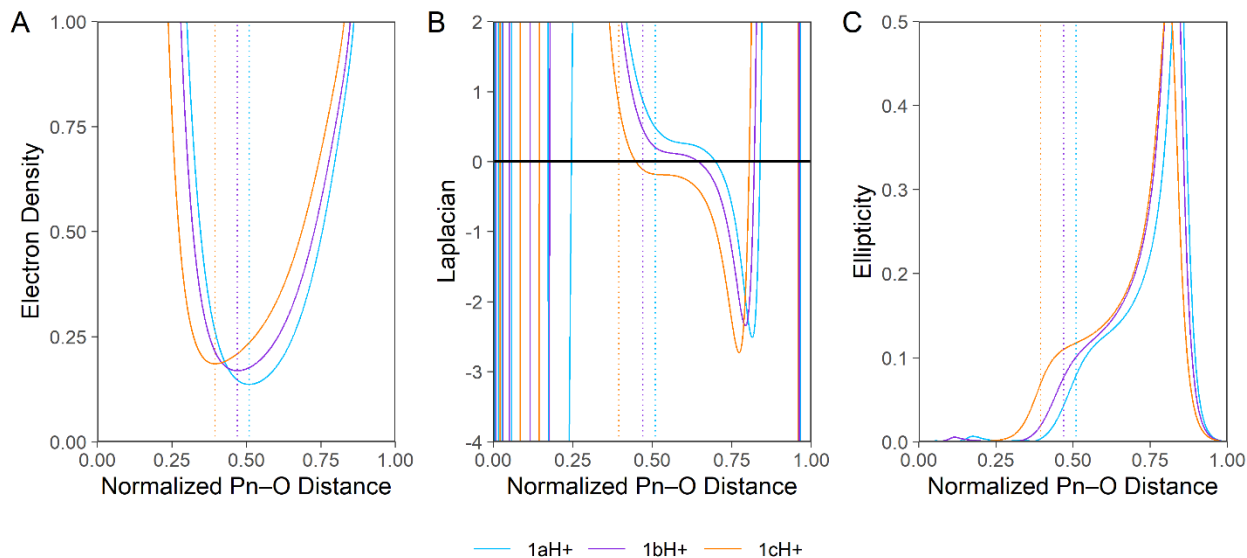 A
B
C
Electron Density
1.00
0.75
0.50
0.25
0.00
0.00 0.25 0.50 0.75 1.00
Normalized Pn–O Distance
Laplacian
2
1
0
-1
-2
-3
-4
0.00 0.25 0.50 0.75 1.00
Normalized Pn–O Distance
Ellipticity
0.5
0.4
0.3
0.2
0.1
0.0
0.00 0.25 0.50 0.75 1.00
Normalized Pn–O Distance
1aH+ 1bH+ 1cH+